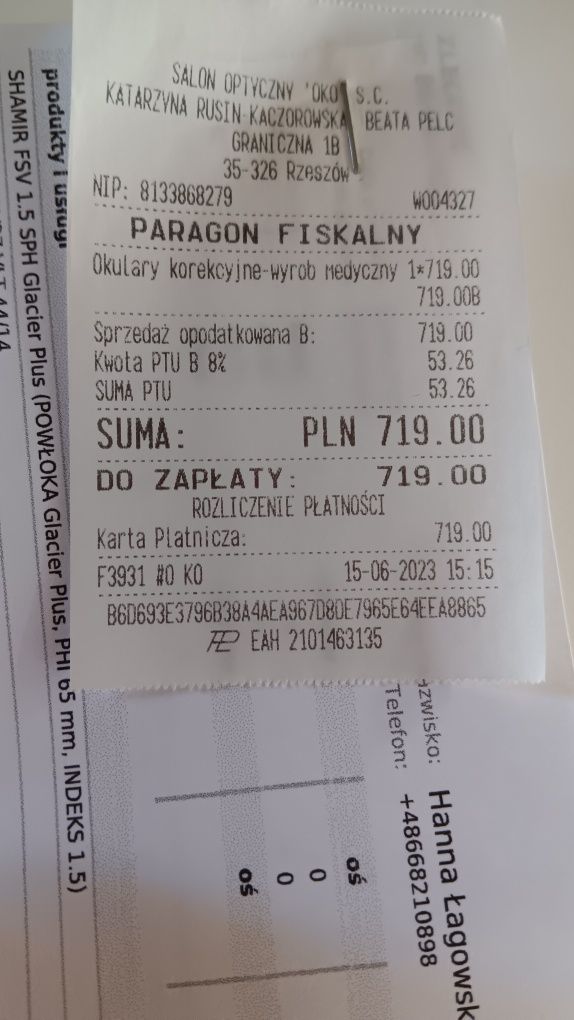 SALON OPTYCZNY 'OKO' S.C.
KATARZYNA RUSIN-KACZOROWSKA, BEATA PELC
GRANICZNA 1B
35-326 Rzeszów
NIP: 8133868279 W004327
PARAGON FISKALNY
Okulary korekcyjne-wyrob medyczny 1*719.00
719.00B
Sprzedaż opodatkowana B: 719.00
Kwota PTU B 8% 53.26
SUMA PTU 53.26
SUMA: PLN 719.00
DO ZAPŁATY: 719.00
ROZLICZENIE PŁATNOŚCI
Karta Płatnicza: 719.00
F3931 #0 KO 15-06-2023 15:15
B6D693E3796B38A4AEA967D8DE7965E64EEA8865
EAH 2101463135
produkty i usługi
SHAMIR FSV 1.5 SPH Glacier Plus (POWŁOKA Glacier Plus, PHI 65 mm, INDEKS 1.5)
44/14
azwisko: Hanna Łagowsk
Telefon: +48668210898
oś
0
0
oś